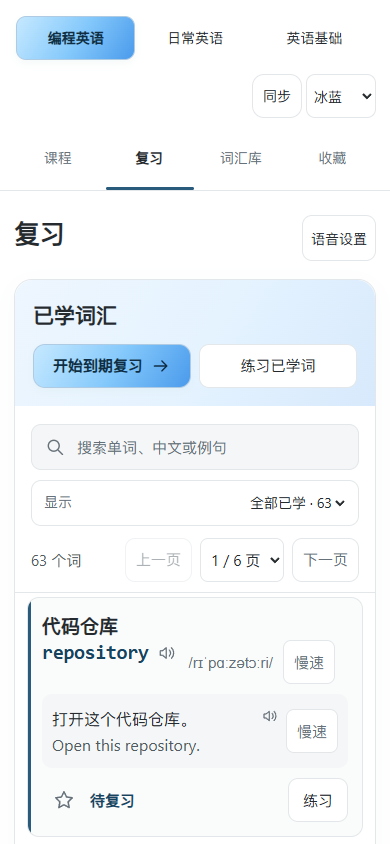 编程英语 日常英语 英语基础
同步 冰蓝
课程 复习 词汇库 收藏
复习 语音设置
已学词汇
开始到期复习 → 练习已学词
搜索单词、中文或例句
显示 全部已学 · 63
63 个词 上一页 1 / 6 页 下一页
代码仓库
repository /rɪˈpɑːzətɔːri/ 慢速
打开这个代码仓库。
Open this repository. 慢速
待复习 练习